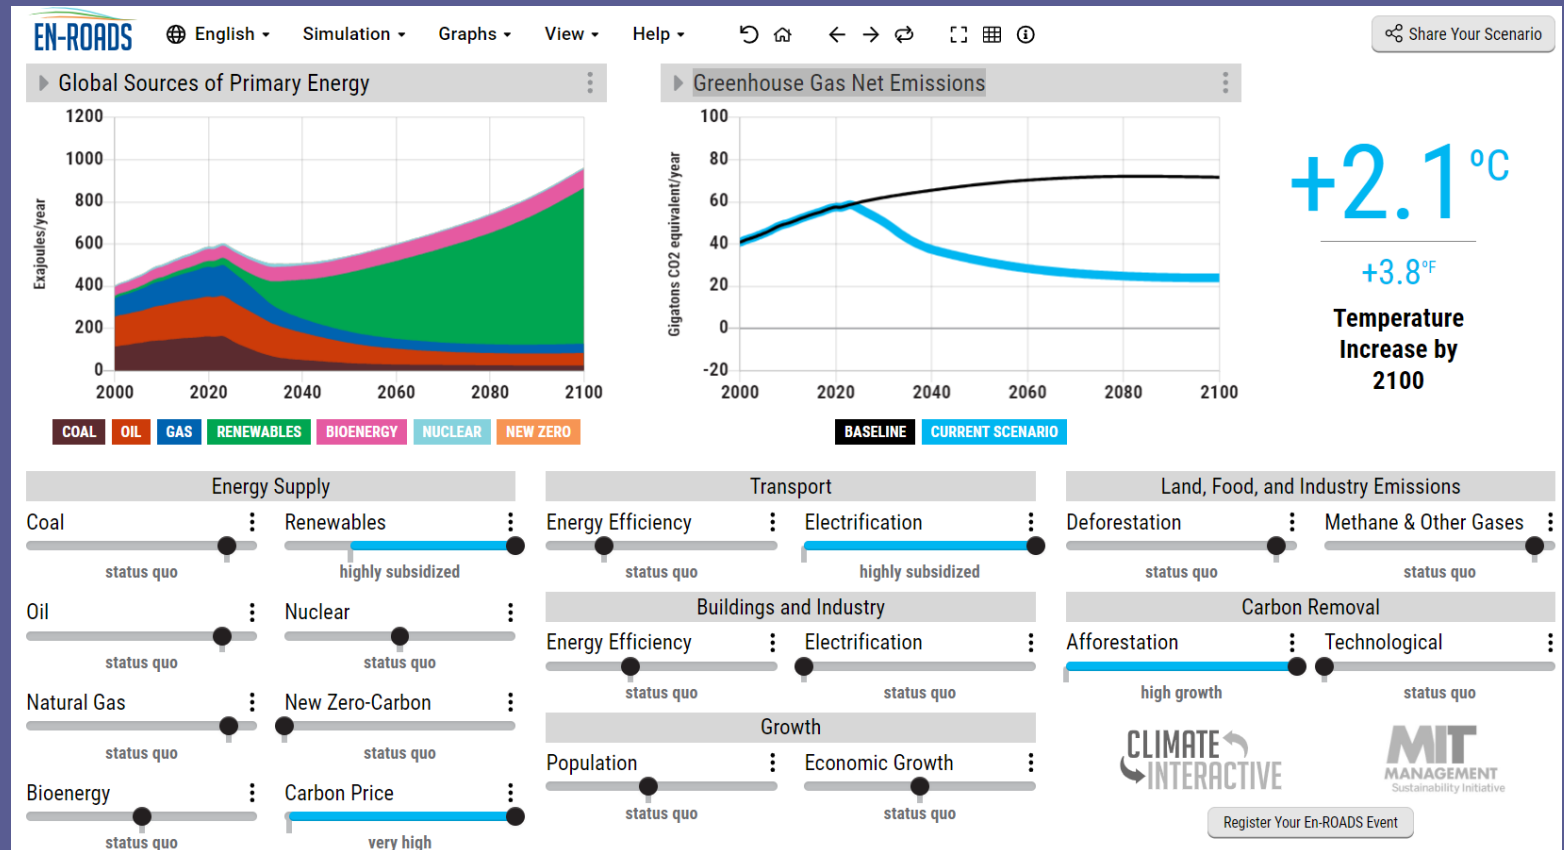 EN-ROADS
English
Simulation
Graphs
View
Help
Share Your Scenario
Global Sources of Primary Energy
Exajoules/year
1200
1000
800
600
400
200
0
2000 2020 2040 2060 2080 2100
COAL OIL GAS RENEWABLES BIOENERGY NUCLEAR NEW ZERO
Greenhouse Gas Net Emissions
Gigatons CO2 equivalent/year
100
80
60
40
20
0
-20
2000 2020 2040 2060 2080 2100
BASELINE CURRENT SCENARIO
+2.1 ºC
+3.8 ºF
Temperature
Increase by
2100
Energy Supply
Coal
status quo
Renewables
highly subsidized
Oil
status quo
Nuclear
status quo
Natural Gas
status quo
New Zero-Carbon
status quo
Bioenergy
status quo
Carbon Price
very high
Transport
Energy Efficiency
status quo
Electrification
highly subsidized
Buildings and Industry
Energy Efficiency
status quo
Electrification
status quo
Growth
Population
status quo
Economic Growth
status quo
Land, Food, and Industry Emissions
Deforestation
status quo
Methane & Other Gases
status quo
Carbon Removal
Afforestation
high growth
Technological
status quo
CLIMATE
INTERACTIVE
MIT
MANAGEMENT
Sustainability Initiative
Register Your En-ROADS Event